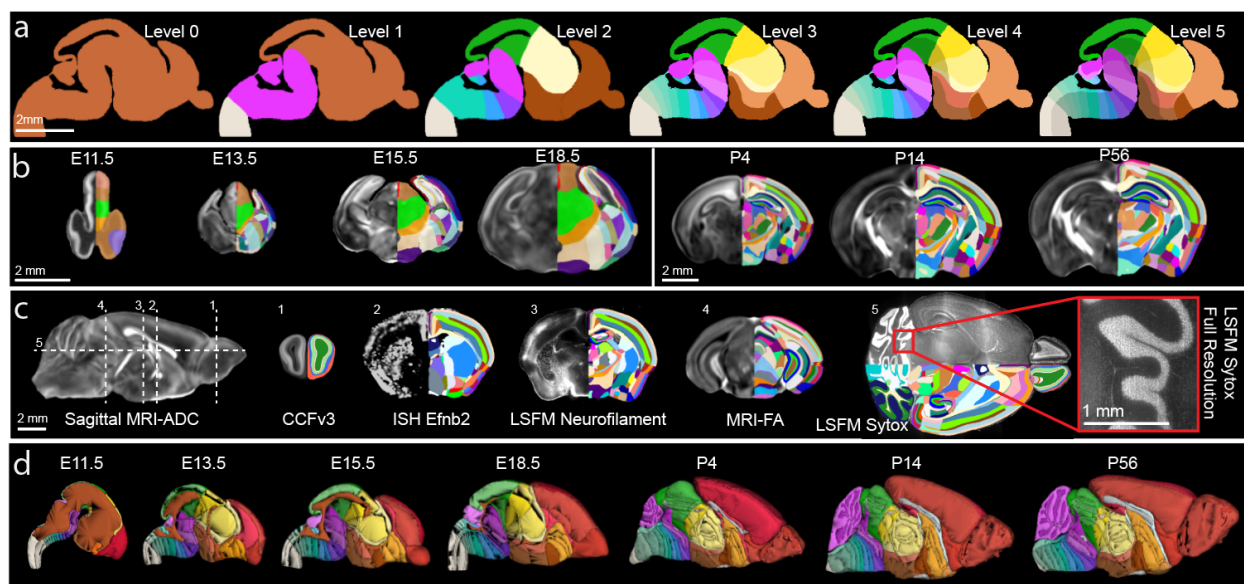 a
Level 0
Level 1
Level 2
Level 3
Level 4
Level 5
2mm
b
E11.5
E13.5
E15.5
E18.5
P4
P14
P56
2 mm
2 mm
c
4
3
2
1
5
Sagittal MRI-ADC
2 mm
1
CCFv3
2
ISH Efnb2
3
LSFM Neurofilament
4
MRI-FA
5
LSFM Sytox
1 mm
LSFM Sytox
Full Resolution
d
E11.5
E13.5
E15.5
E18.5
P4
P14
P56